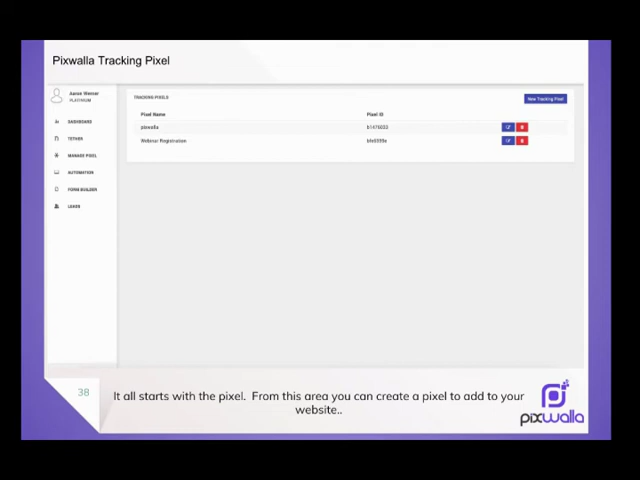 Pixwalla Tracking Pixel
Aaron Werner
PLATINUM
TRACKING PIXELS
New Tracking Pixel
Pixel Name Pixel ID
pixwalla
Webinar Registration
DASHBOARD
TETHER
MANAGE PIXEL
AUTOMATION
FORM BUILDER
LEARN
38
It all starts with the pixel. From this area you can create a pixel to add to your
website..
pixwalla